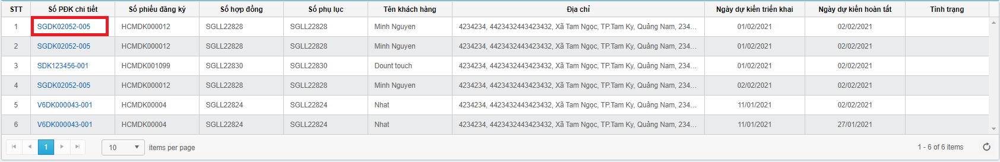 STT Số PĐK chi tiết Số phiếu đăng ký Số hợp đồng Số phụ lục Tên khách hàng Địa chỉ Ngày dự kiến triển khai Ngày dự kiến hoàn tất Tình trạng
1 SGDK02052-005 HCMDK000012 SGLL22828 SGLL22828 Minh Nguyen 4234234, 4423432443423432, Xã Tam Ngọc, TP.Tam Kỳ, Quảng Nam, 234... 01/02/2021 02/02/2021
2 SGDK02052-005 HCMDK000012 SGLL22828 SGLL22828 Minh Nguyen 4234234, 4423432443423432, Xã Tam Ngọc, TP.Tam Kỳ, Quảng Nam, 234... 01/02/2021 02/02/2021
3 SDK123456-001 HCMDK001099 SGLL22830 SGLL22830 Dount touch 4234234, 4423432443423432, Xã Tam Ngọc, TP.Tam Kỳ, Quảng Nam, 234... 01/02/2021 02/02/2021
4 SGDK02052-005 HCMDK000012 SGLL22828 SGLL22828 Minh Nguyen 4234234, 4423432443423432, Xã Tam Ngọc, TP.Tam Kỳ, Quảng Nam, 234... 02/02/2021 02/02/2021
5 V6DK000043-001 HCMDK00004 SGLL22824 SGLL22824 Nhat 4234234, 4423432443423432, Xã Tam Ngọc, TP.Tam Kỳ, Quảng Nam, 234... 11/01/2021 02/02/2021
6 V6DK000043-001 HCMDK00004 SGLL22824 SGLL22824 Nhat 4234234, 4423432443423432, Xã Tam Ngọc, TP.Tam Kỳ, Quảng Nam, 234... 11/01/2021 27/01/2021
1 10 items per page 1 - 6 of 6 items